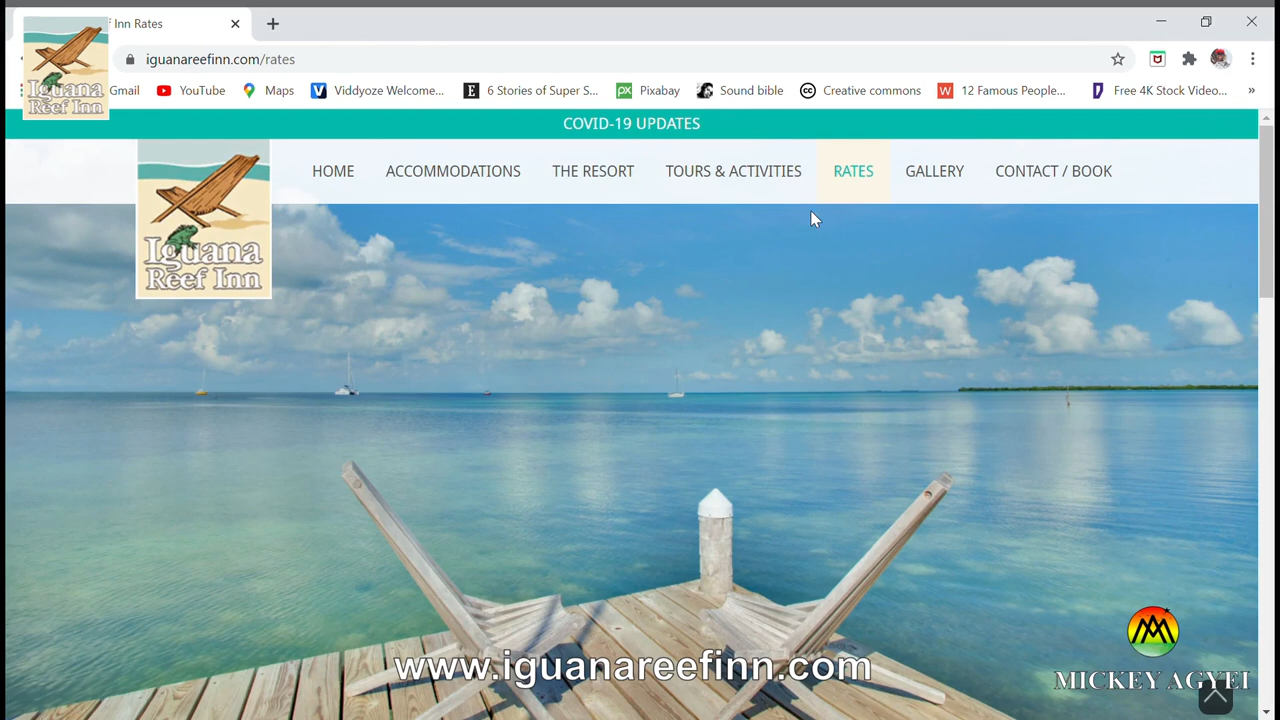 f Inn Rates
iguanareefinn.com/rates
Gmail
YouTube
Maps
Viddyoze Welcome...
6 Stories of Super S...
Pixabay
Sound bible
Creative commons
12 Famous People...
Free 4K Stock Video...
»
Iguana
Reef Inn
COVID-19 UPDATES
HOME
ACCOMMODATIONS
THE RESORT
TOURS & ACTIVITIES
RATES
GALLERY
CONTACT / BOOK
Iguana
Reef Inn
www.iguanareefinn.com
MICKEY AGYEI